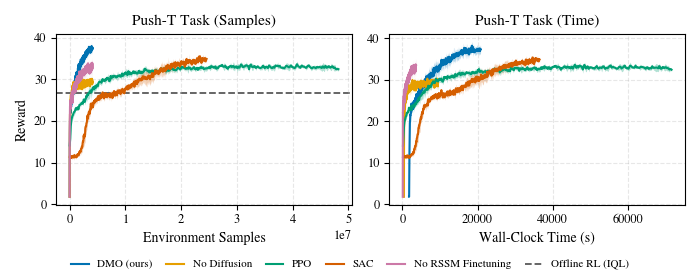 Push-T Task (Samples)
Push-T Task (Time)
Reward
40
30
20
10
0
0
1
2
3
4
5
1e7
Environment Samples
40
30
20
10
0
0
20000
40000
60000
Wall-Clock Time (s)
DMO (ours)
No Diffusion
PPO
SAC
No RSSM Finetuning
Offline RL (IQL)